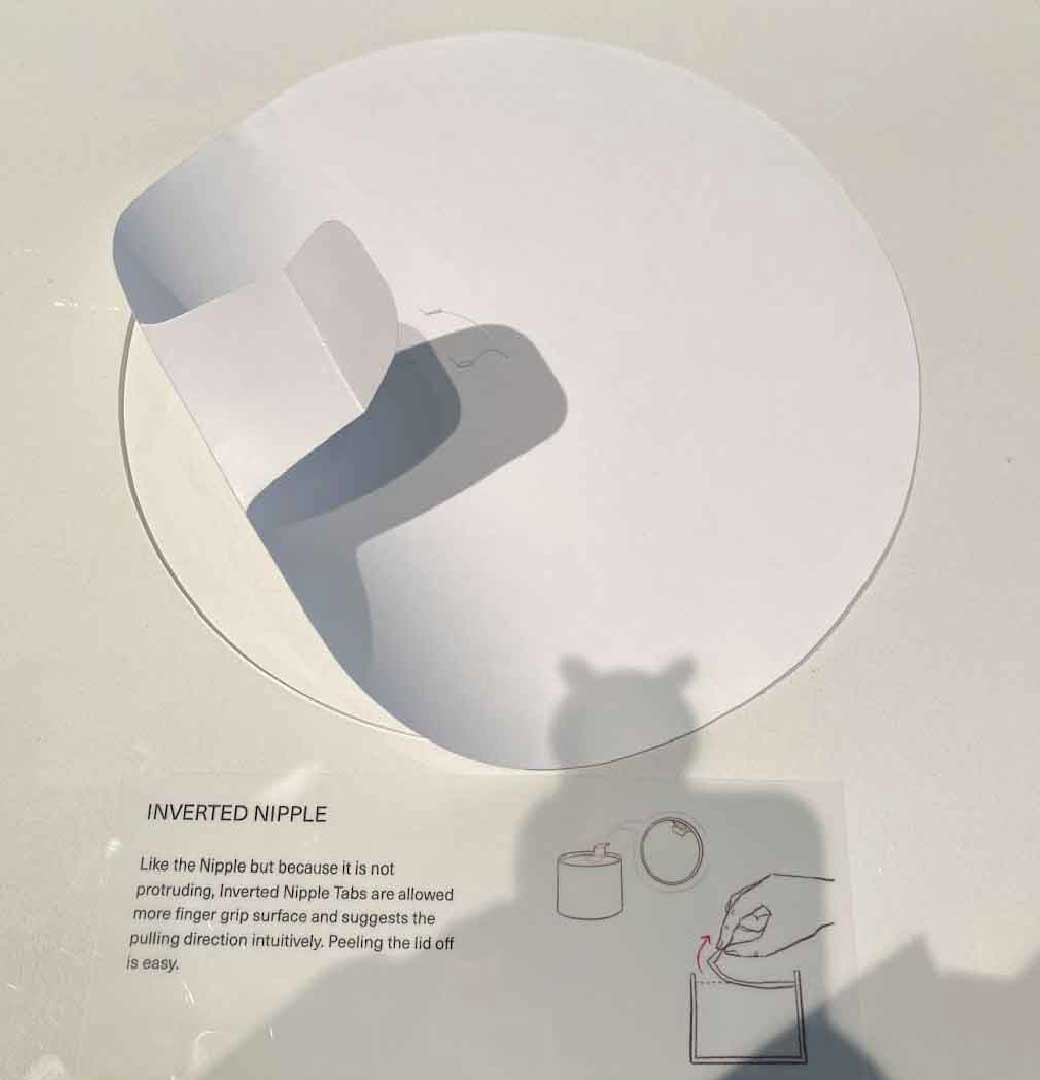 INVERTED NIPPLE
Like the Nipple but because it is not
protruding, Inverted Nipple Tabs are allowed
more finger grip surface and suggests the
pulling direction intuitively. Peeling the lid off
is easy.